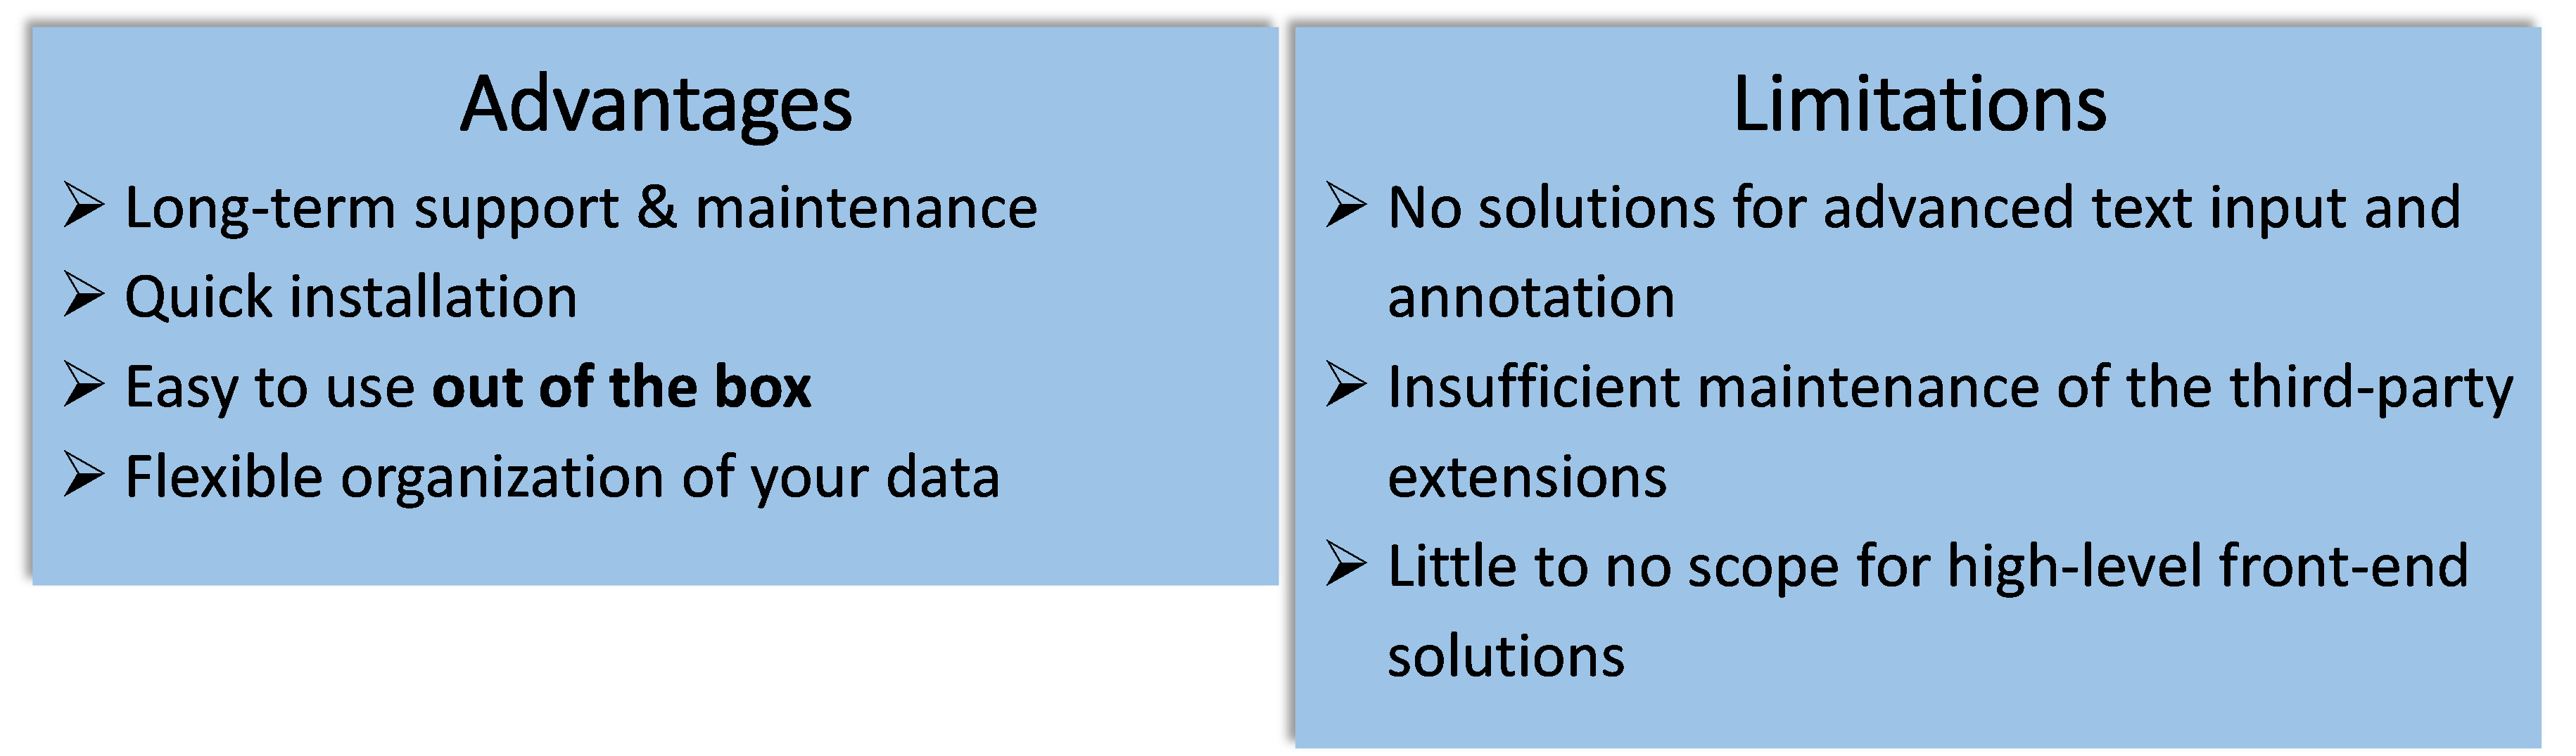 Advantages
➢ Long-term support & maintenance
➢ Quick installation
➢ Easy to use out of the box
➢ Flexible organization of your data
Limitations
➢ No solutions for advanced text input and
annotation
➢ Insufficient maintenance of the third-party
extensions
➢ Little to no scope for high-level front-end
solutions